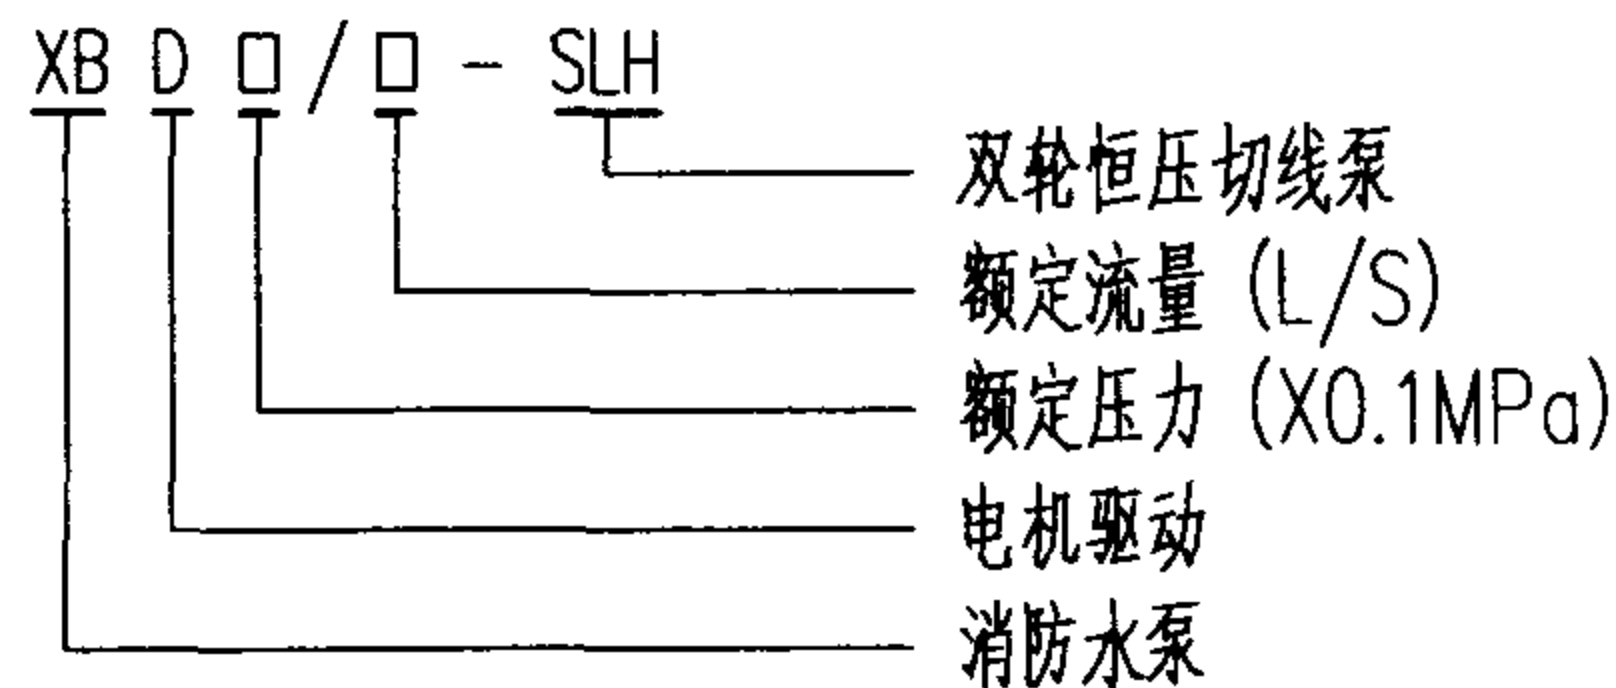 XB D □/□-SLH
双轮恒压切线泵
额定流量 (L/S)
额定压力 (X0.1MPa)
电机驱动
消防水泵